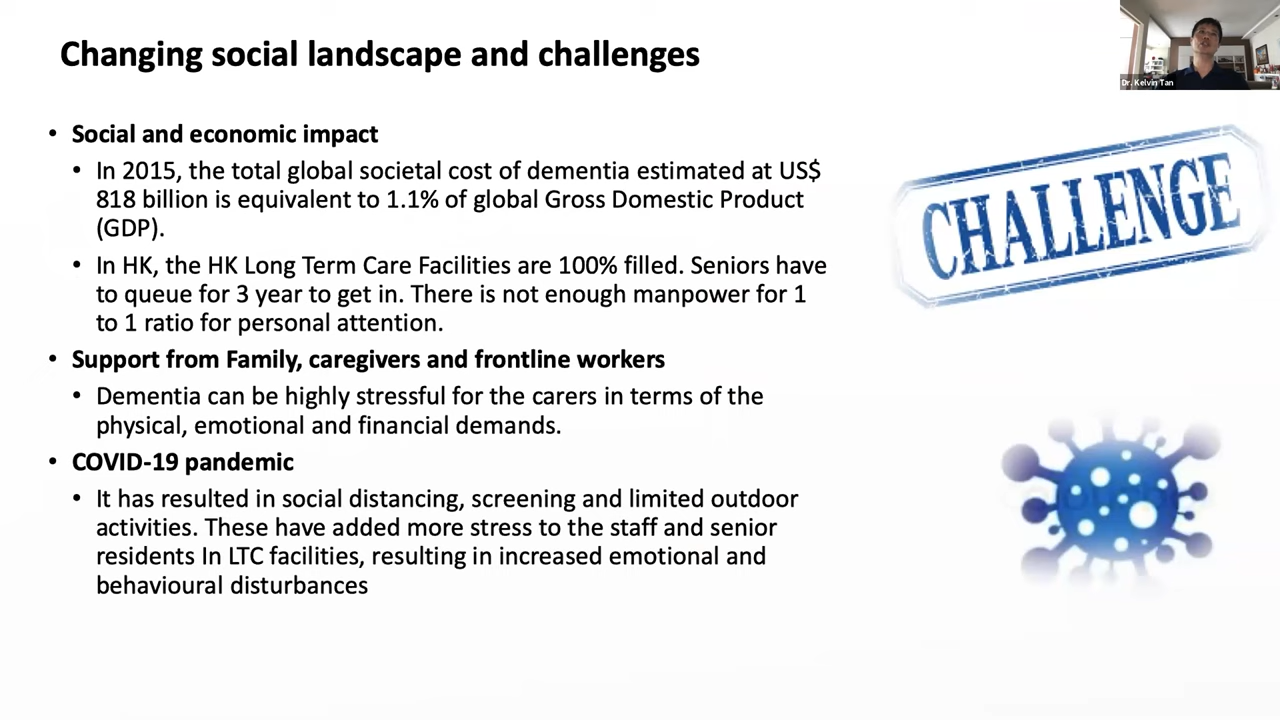 Changing social landscape and challenges
Dr. Kelvin Tan
• Social and economic impact
• In 2015, the total global societal cost of dementia estimated at US$
818 billion is equivalent to 1.1% of global Gross Domestic Product
(GDP).
• In HK, the HK Long Term Care Facilities are 100% filled. Seniors have
to queue for 3 year to get in. There is not enough manpower for 1
to 1 ratio for personal attention.
• Support from Family, caregivers and frontline workers
• Dementia can be highly stressful for the carers in terms of the
physical, emotional and financial demands.
• COVID-19 pandemic
• It has resulted in social distancing, screening and limited outdoor
activities. These have added more stress to the staff and senior
residents In LTC facilities, resulting in increased emotional and
behavioural disturbances
CHALLENGE